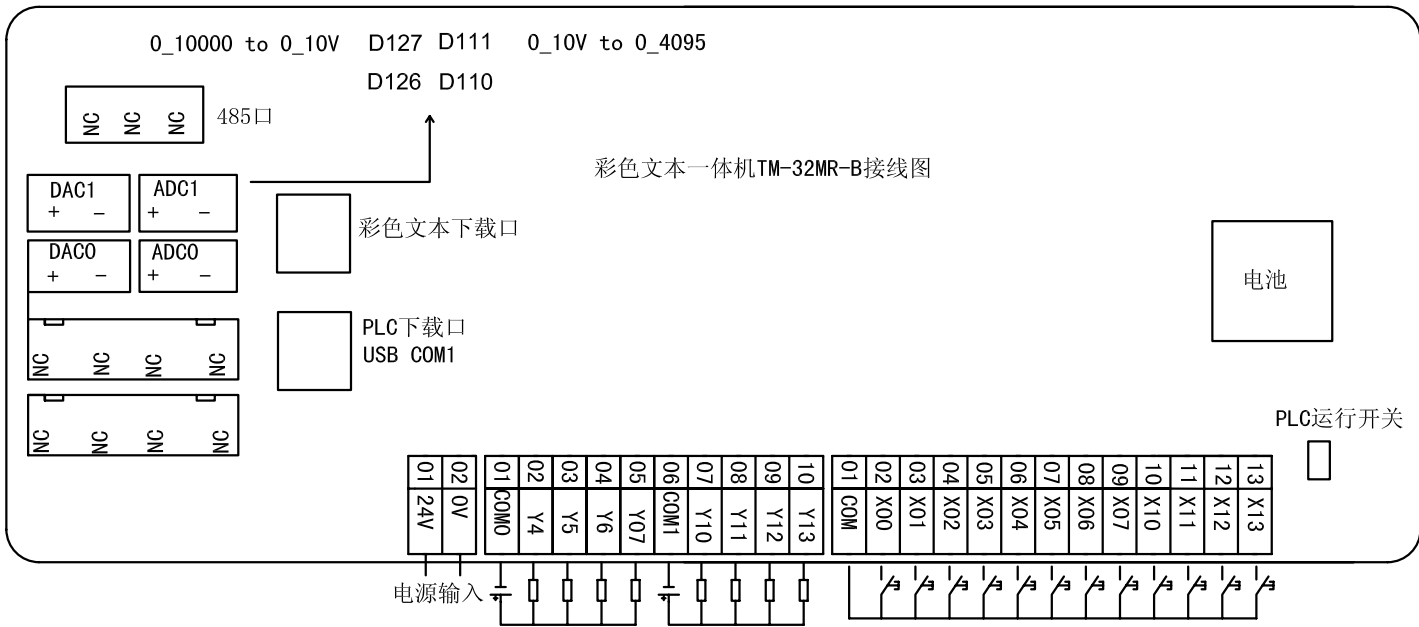 0_10000 to 0_10V D127 D111 0_10V to 0_4095
D126 D110
NC NC NC 485口
彩色文本一体机TM-32MR-B接线图
DAC1 ADC1
+ - + -
彩色文本下载口
DAC0 ADC0
+ - + -
电池
PLC下载口
USB COM1
NC NC NC NC
NC NC NC NC
PLC运行开关
01 02 01 02 03 04 05 06 07 08 09 10 01 02 03 04 05 06 07 08 09 10 11 12 13
24V 0V COM0 Y4 Y5 Y6 Y07 COM1 Y10 Y11 Y12 Y13 COM X00 X01 X02 X03 X04 X05 X06 X07 X10 X11 X12 X13
电源输入